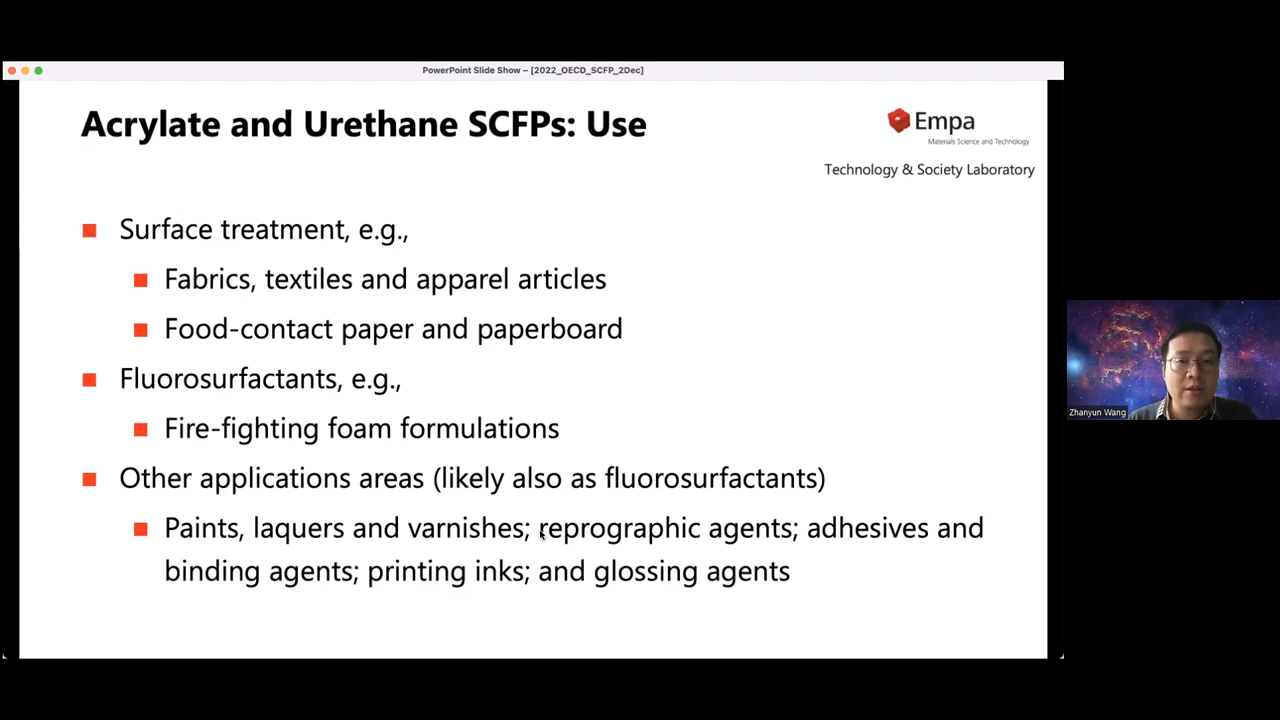 PowerPoint Slide Show – [2022_OECD_SCFP_2Dec]
Acrylate and Urethane SCFPs: Use
Empa
Materials Science and Technology
Technology & Society Laboratory
Surface treatment, e.g.,
Fabrics, textiles and apparel articles
Food-contact paper and paperboard
Fluorosurfactants, e.g.,
Fire-fighting foam formulations
Other applications areas (likely also as fluorosurfactants)
Paints, laquers and varnishes; reprographic agents; adhesives and
binding agents; printing inks; and glossing agents
Zhanyun Wang